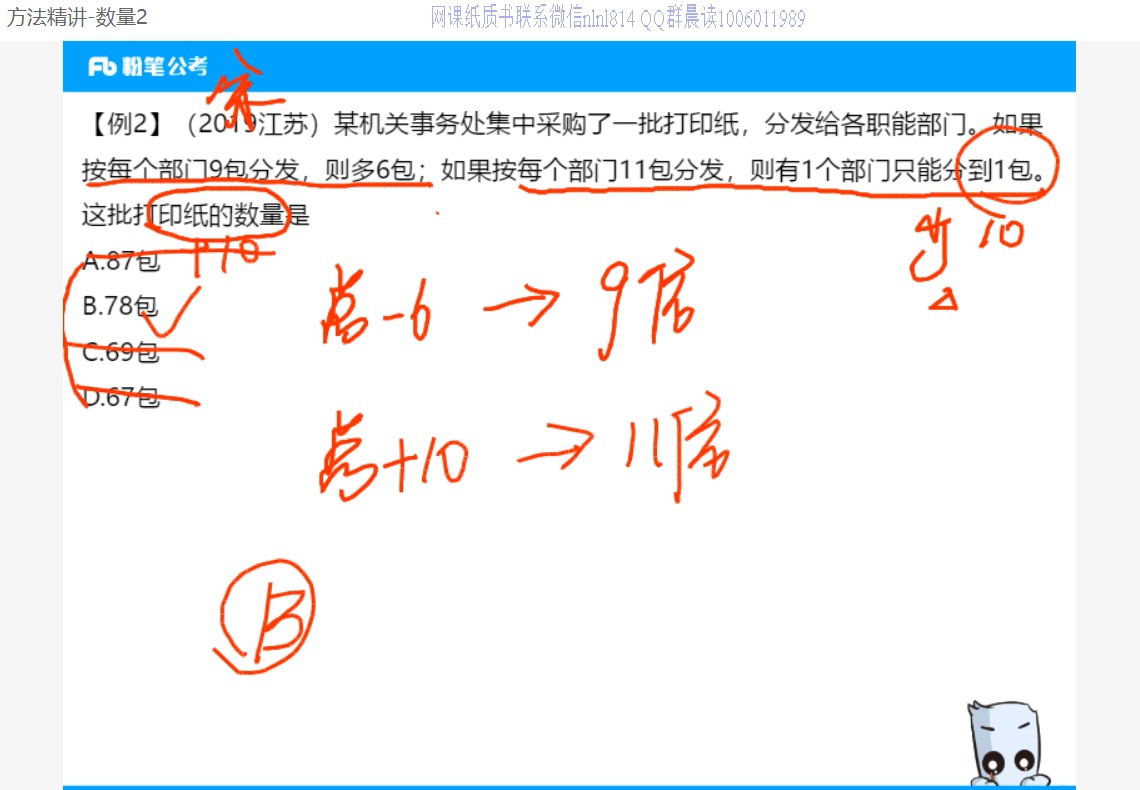 方法精讲-数量2
网课纸质书联系微信nlnl814 QQ群晨读1006011989
Fb 粉笔公考
【例2】（2019江苏）某机关事务处集中采购了一批打印纸，分发给各职能部门。如果
按每个部门9包分发，则多6包；如果按每个部门11包分发，则有1个部门只能分到1包。
这批打印纸的数量是
少 10
+10
A.87包
B.78包
C.69包
D.67包
总-6 → 9倍
总+10 → 11倍
B